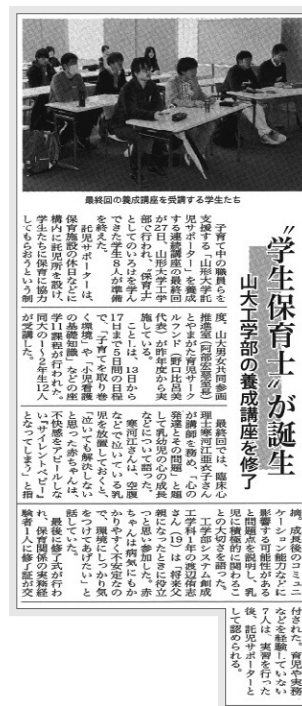 〝学生保育士〟が誕生
山大工学部の養成講座を修了
最終回の養成講座を受講する学生たち
子育て中の職員らを
支援する「山形大学託
児サポーター」を養成
する連続講座の最終回
が27日、山形大学工学
部で行われ、〝保育士〟
としてのいろはを学ん
できた学生8人が準備
を終えた。
託児サポーターは、
保育施設の休日などに
構内に託児所を設け、
学生たちに保育に協力
してもらおうという制
度。山大男女共同参画
推進室(阿部宏慈室長)
とやまがた育児サーク
ルランド(野口比呂美
代表)が昨年度から実
施している。
ことしは、13日から
17日まで5日間の日程
で、「子育てを取り巻
く環境」や「小児看護
の基礎知識」などの座
学11課程が行われた。
同大の1~2年生12人
が受講した。
最終回では、臨床心
理士寒河江亜衣子さん
が講師を務め、「心の
発達とその問題」と題
して乳幼児の心の成長
などについて語った。
寒河江さんは、空腹
などで泣いている乳
児を放置しておくと、
「泣いても解決しない
と思った赤ちゃんは、
不快感をアピールしな
い『サイレントベビー』
となってしまう」と指
摘。成長後のコミュニ
ケーション能力などに
影響する可能性がある
と問題点を説明し、乳
児に積極的に関わるこ
との大切さを語った。
工学部システム創成
工学科1年の渡辺侑志
さん(19)は「将来父
親になったときに役立
つと思い参加した。赤
ちゃんは病気にもか
かりやすく不安定なの
で、環境にしっかり気
をつけてあげたい」と
話していた。
最後に修了式が行わ
れ、保育関係の実務経
験者1人に修了証が交
付された。育児や実務
などを経験していない
7人は、実習を行った
後、託児サポーターと
して認められる。